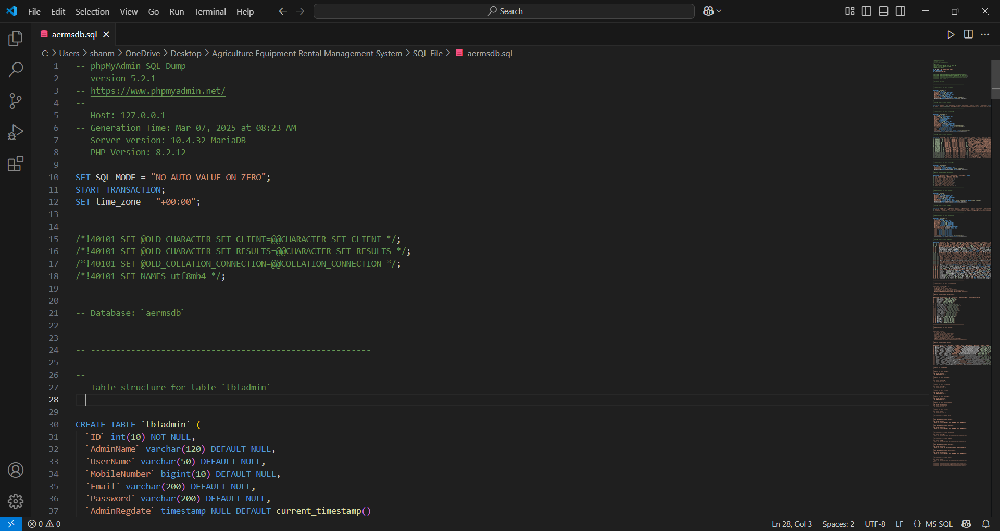 File Edit Selection View Go Run Terminal Help Search
aermsdb.sql
C: > Users > shanm > OneDrive > Desktop > Agriculture Equipment Rental Management System > SQL File > aermsdb.sql
1 -- phpMyAdmin SQL Dump
2 -- version 5.2.1
3 -- https://www.phpmyadmin.net/
4 --
5 -- Host: 127.0.0.1
6 -- Generation Time: Mar 07, 2025 at 08:23 AM
7 -- Server version: 10.4.32-MariaDB
8 -- PHP Version: 8.2.12
9
10 SET SQL_MODE = "NO_AUTO_VALUE_ON_ZERO";
11 START TRANSACTION;
12 SET time_zone = "+00:00";
13
14
15 /*!40101 SET @OLD_CHARACTER_SET_CLIENT=@@CHARACTER_SET_CLIENT */;
16 /*!40101 SET @OLD_CHARACTER_SET_RESULTS=@@CHARACTER_SET_RESULTS */;
17 /*!40101 SET @OLD_COLLATION_CONNECTION=@@COLLATION_CONNECTION */;
18 /*!40101 SET NAMES utf8mb4 */;
19
20 --
21 -- Database: `aermsdb`
22 --
23
24 -- --------------------------------------------------------
25
26 --
27 -- Table structure for table `tbladmin`
28 --
29
30 CREATE TABLE `tbladmin` (
31 `ID` int(10) NOT NULL,
32 `AdminName` varchar(120) DEFAULT NULL,
33 `UserName` varchar(50) DEFAULT NULL,
34 `MobileNumber` bigint(10) DEFAULT NULL,
35 `Email` varchar(200) DEFAULT NULL,
36 `Password` varchar(200) DEFAULT NULL,
37 `AdminRegdate` timestamp NULL DEFAULT current_timestamp()
0 0 Ln 28, Col 3 Spaces: 2 UTF-8 LF {} MS SQL